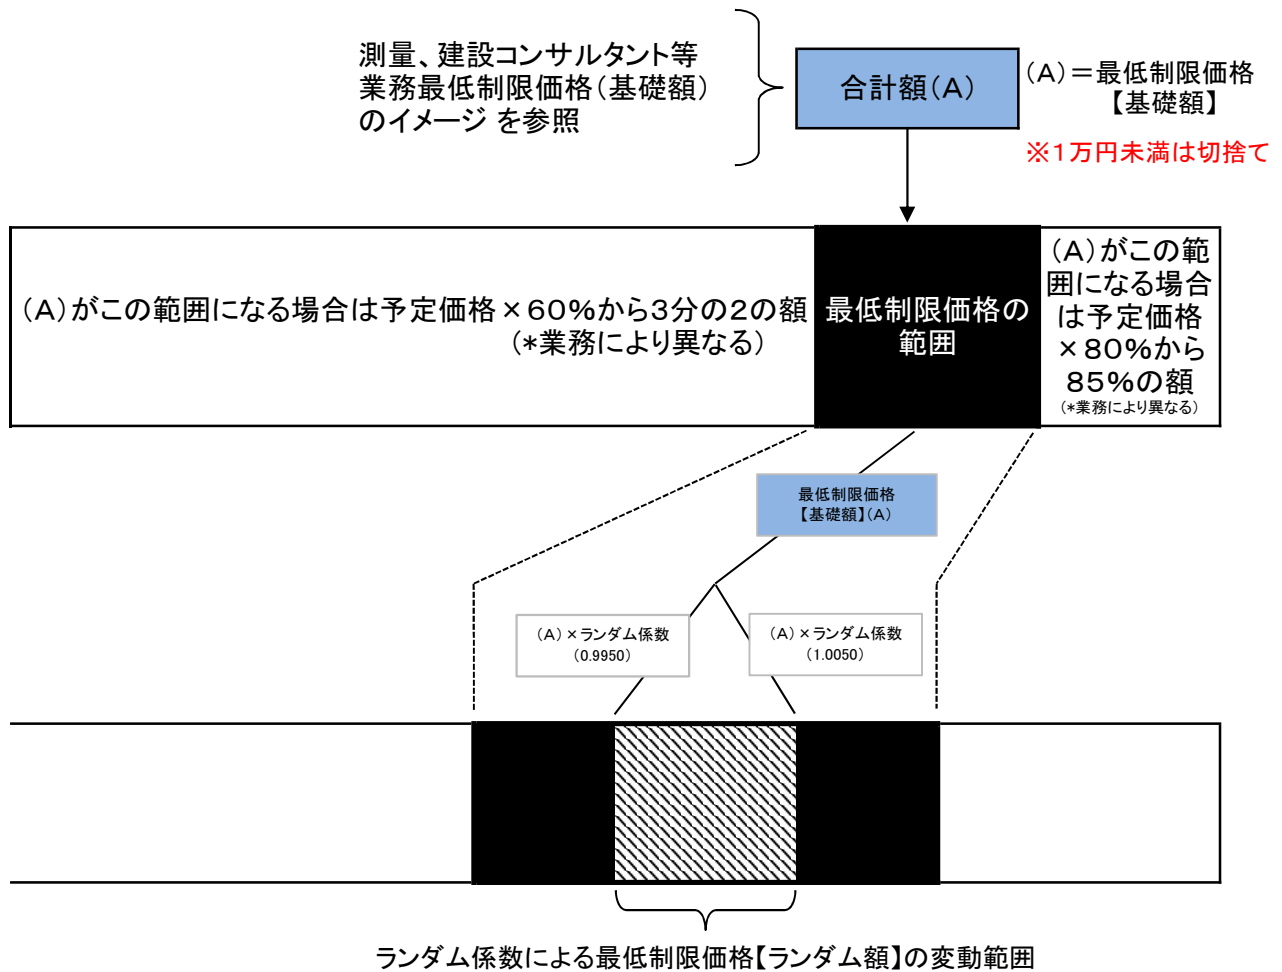 測量、建設コンサルタント等
業務最低制限価格（基礎額）
のイメージ を参照
合計額（Ａ）
（Ａ）＝最低制限価格
【基礎額】
※１万円未満は切捨て
（Ａ）がこの範囲になる場合は予定価格×６０％から３分の２の額
（*業務により異なる）
最低制限価格の
範囲
（Ａ）がこの範
囲になる場合
は予定価格
×８０％から
８５％の額
（*業務により異なる）
最低制限価格
【基礎額】（Ａ）
（Ａ）×ランダム係数
（0.9950）
（Ａ）×ランダム係数
（1.0050）
ランダム係数による最低制限価格【ランダム額】の変動範囲